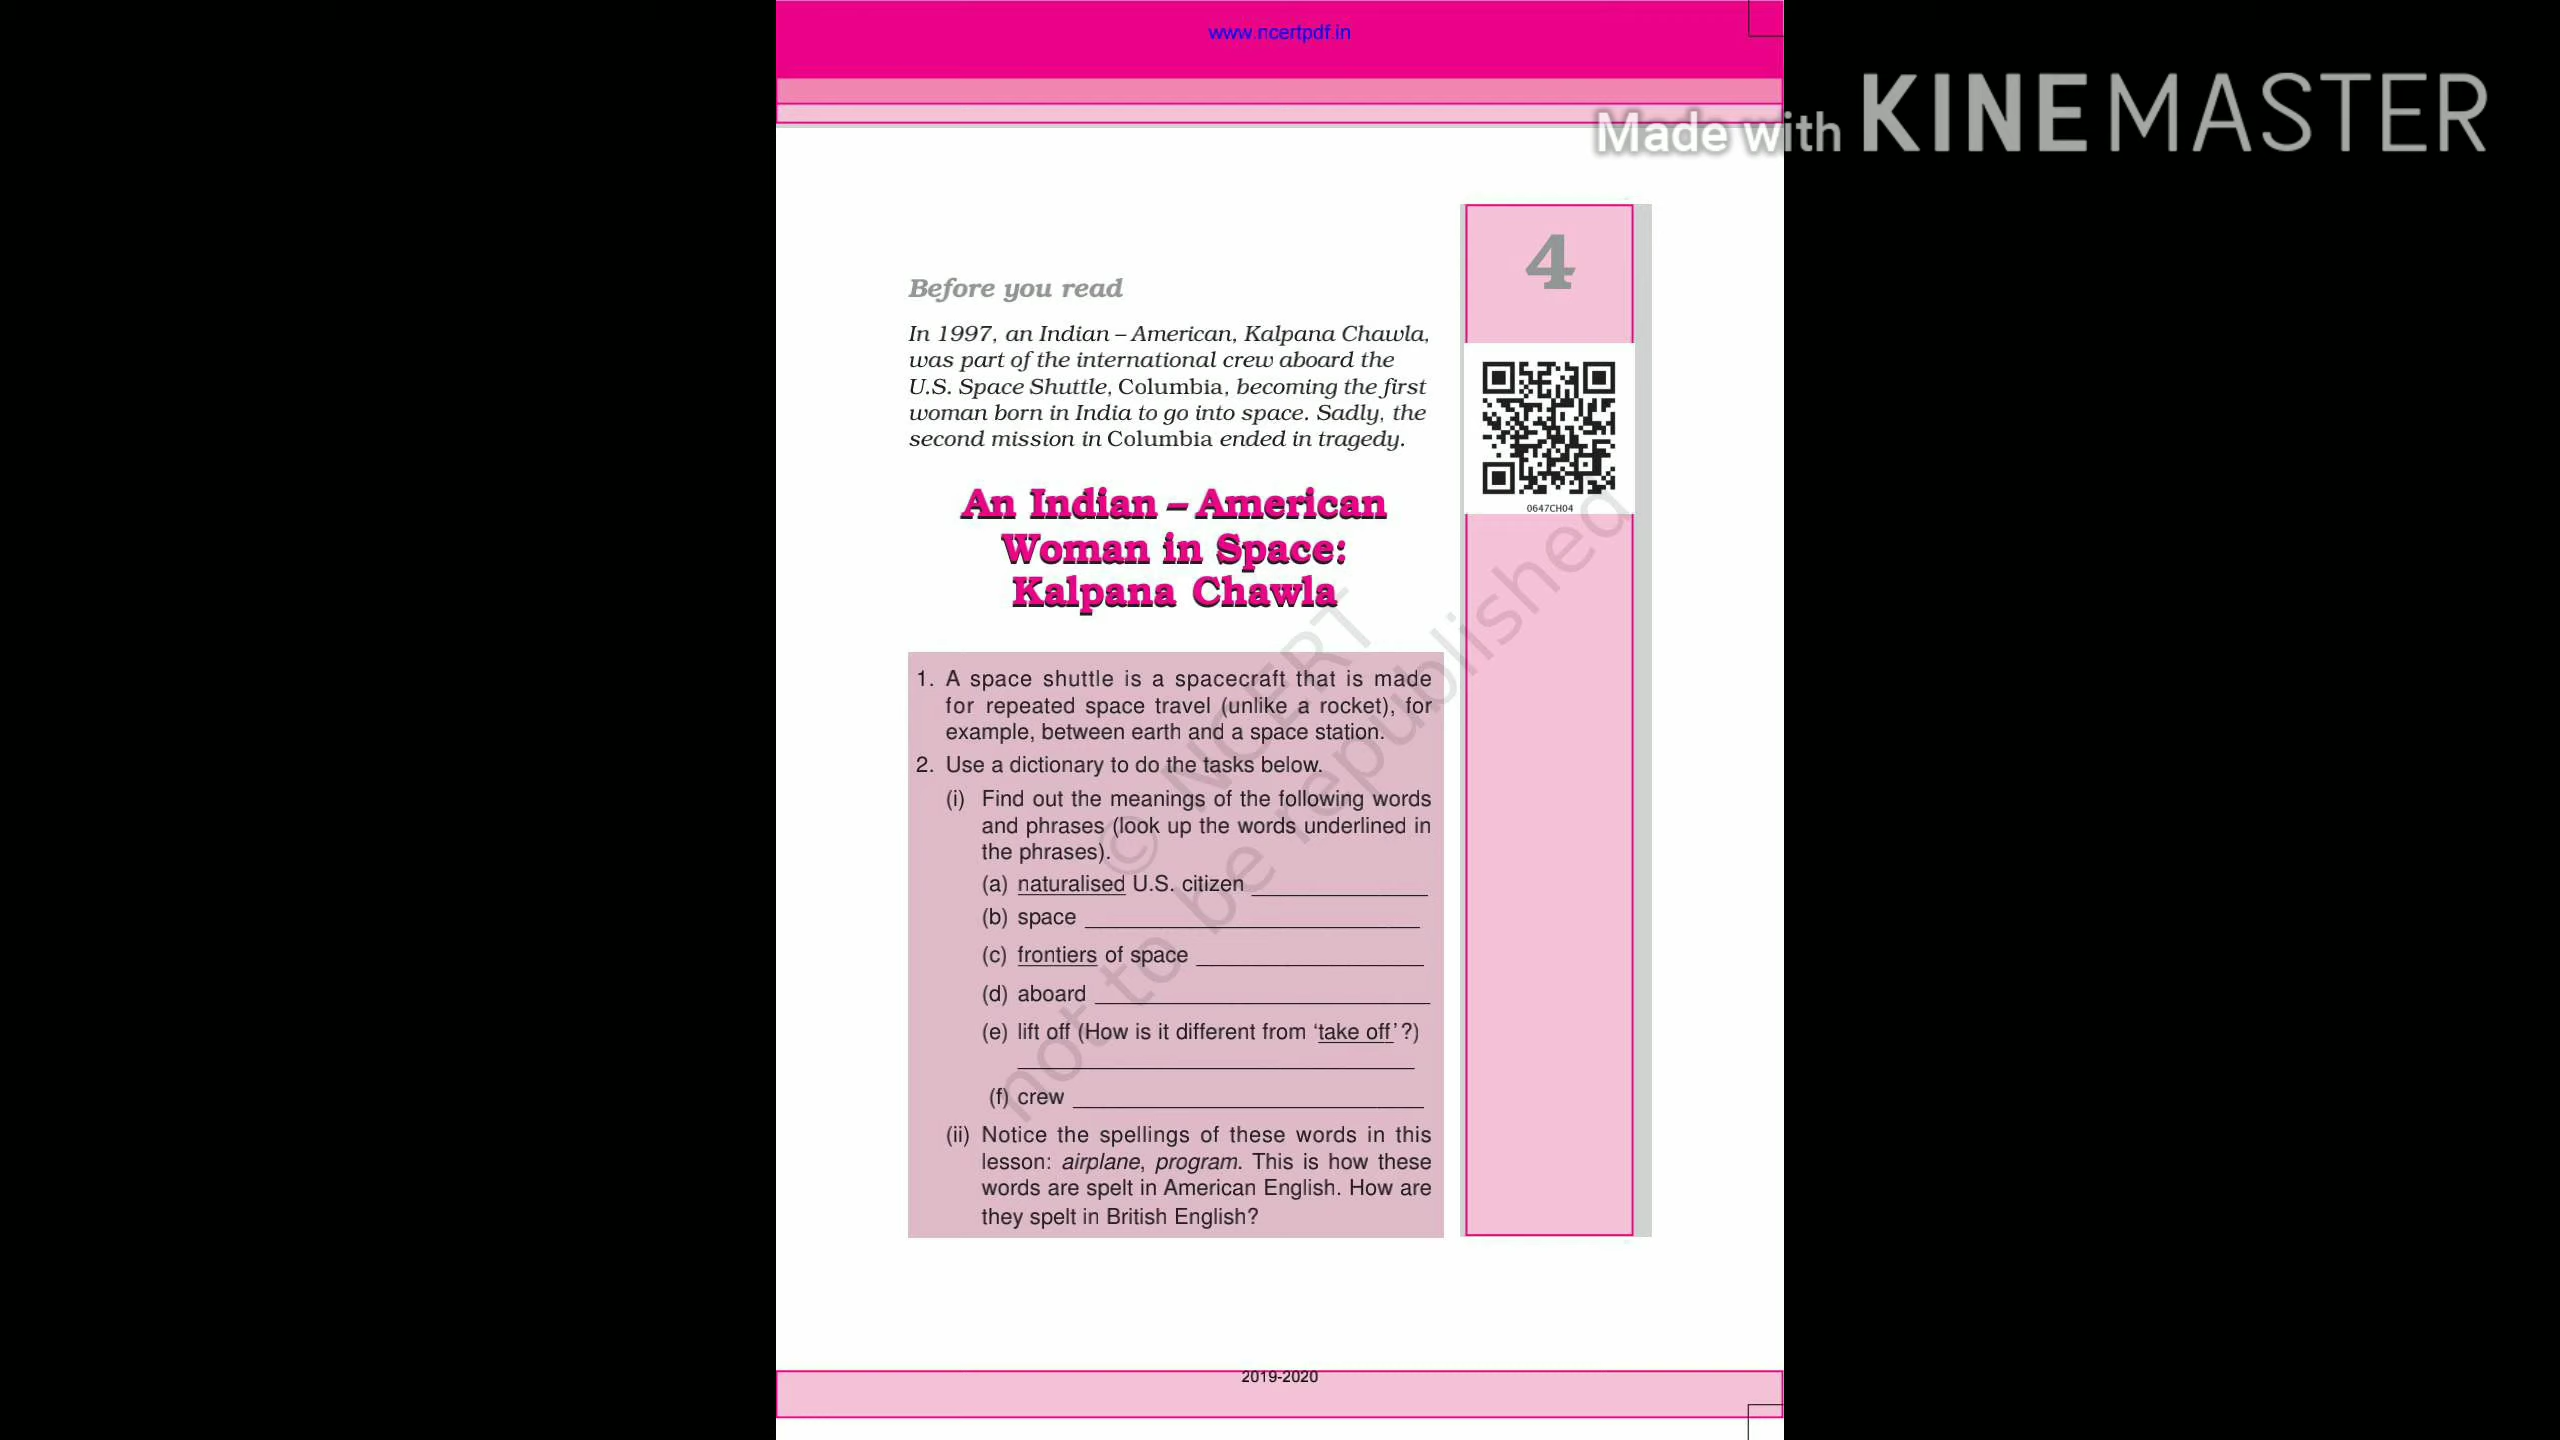 www.ncertpdf.in
Made with KINEMASTER
4
Before you read
In 1997, an Indian – American, Kalpana Chawla,
was part of the international crew aboard the
U.S. Space Shuttle, Columbia, becoming the first
woman born in India to go into space. Sadly, the
second mission in Columbia ended in tragedy.
0647CH04
An Indian – American
Woman in Space:
Kalpana Chawla
1. A space shuttle is a spacecraft that is made
for repeated space travel (unlike a rocket), for
example, between earth and a space station.
2. Use a dictionary to do the tasks below.
(i) Find out the meanings of the following words
and phrases (look up the words underlined in
the phrases).
(a) naturalised U.S. citizen
(b) space
(c) frontiers of space
(d) aboard
(e) lift off (How is it different from ‘take off’ ?)
(f) crew
(ii) Notice the spellings of these words in this
lesson: airplane, program. This is how these
words are spelt in American English. How are
they spelt in British English?
© NCERT
not to be republished
2019-2020